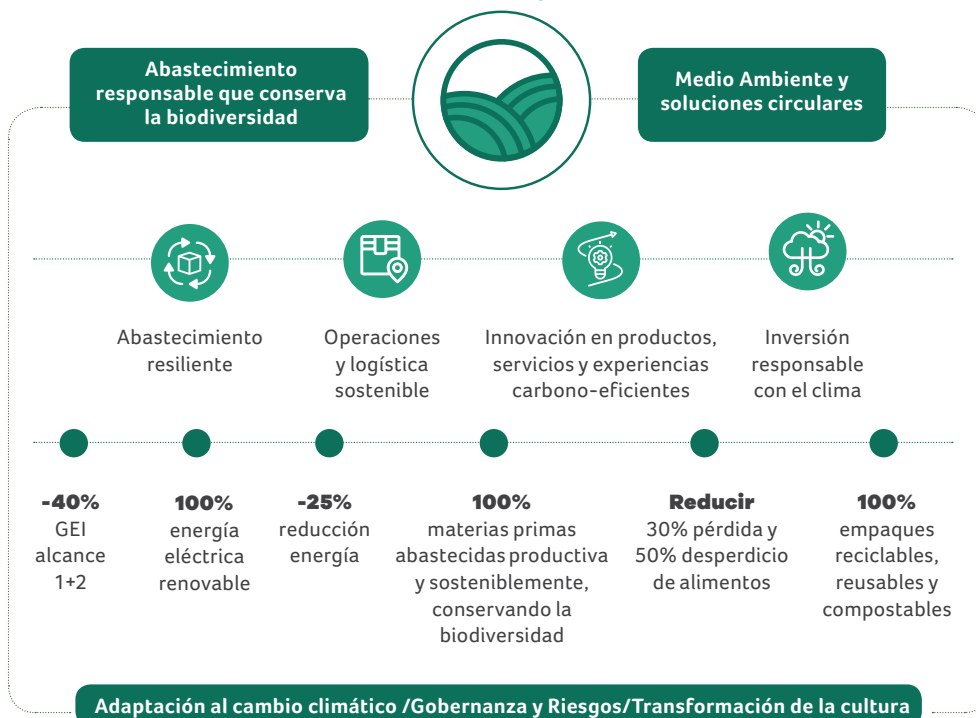 Abastecimiento
responsable que conserva
la biodiversidad
Medio Ambiente y
soluciones circulares
Abastecimiento
resiliente
Operaciones
y logística
sostenible
Innovación en productos,
servicios y experiencias
carbono-eficientes
Inversión
responsable
con el clima
-40%
GEI
alcance
1+2
100%
energía
eléctrica
renovable
-25%
reducción
energía
100%
materias primas
abastecidas productiva
y sosteniblemente,
conservando la
biodiversidad
Reducir
30% pérdida y
50% desperdicio
de alimentos
100%
empaques
reciclables,
reusables y
compostables
Adaptación al cambio climático /Gobernanza y Riesgos/Transformación de la cultura